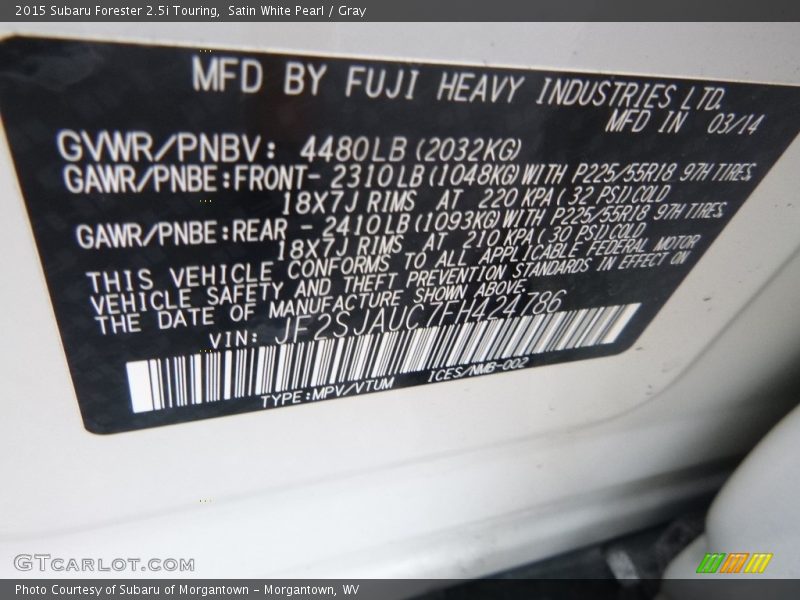 2015 Subaru Forester 2.5i Touring, Satin White Pearl / Gray
MFD BY FUJI HEAVY INDUSTRIES LTD.
MFD IN 03/14
GVWR/PNBV: 4480LB (2032KG)
GAWR/PNBE:FRONT- 2310LB (1048KG) WITH P225/55R18 97H TIRES,
18X7J RIMS AT 220 KPA ( 32 PSI) COLD
GAWR/PNBE:REAR - 2410LB (1093KG) WITH P225/55R18 97H TIRES,
18X7J RIMS AT 210 KPA ( 30 PSI) COLD
THIS VEHICLE CONFORMS TO ALL APPLICABLE FEDERAL MOTOR
VEHICLE SAFETY AND THEFT PREVENTION STANDARDS IN EFFECT ON
THE DATE OF MANUFACTURE SHOWN ABOVE.
VIN: JF2SJAUC7FH424786
TYPE:MPV/VTUM ICES/NMB-002
GTCARLOT.COM
Photo Courtesy of Subaru of Morgantown - Morgantown, WV